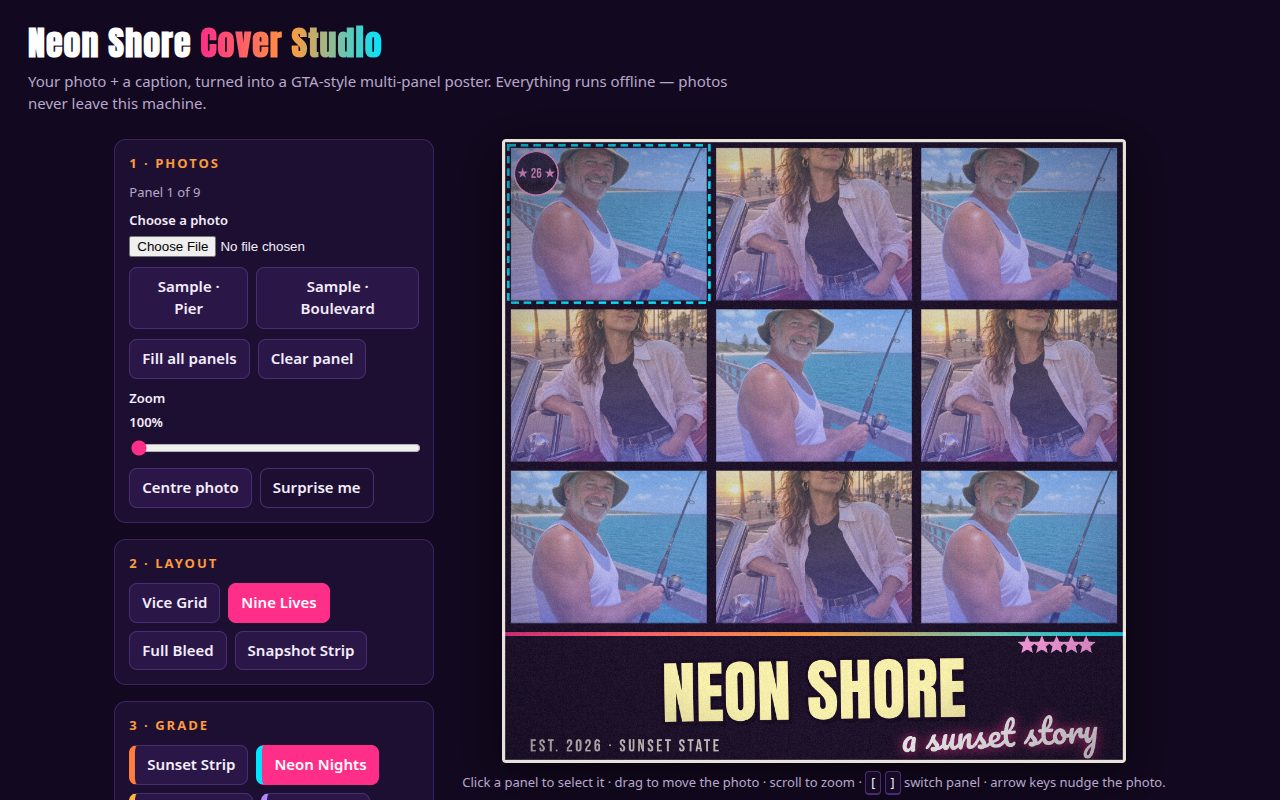 Neon Shore Cover Studio
Your photo + a caption, turned into a GTA-style multi-panel poster. Everything runs offline — photos
never leave this machine.
1 · PHOTOS
Panel 1 of 9
Choose a photo
Choose File No file chosen
Sample ·
Pier
Sample ·
Boulevard
Fill all panels
Clear panel
Zoom
100%
Centre photo
Surprise me
2 · LAYOUT
Vice Grid
Nine Lives
Full Bleed
Snapshot Strip
3 · GRADE
Sunset Strip
Neon Nights
★ 26 ★
★★★★★
NEON SHORE
EST. 2026 · SUNSET STATE
a sunset story
Click a panel to select it · drag to move the photo · scroll to zoom · [ ] switch panel · arrow keys nudge the photo.